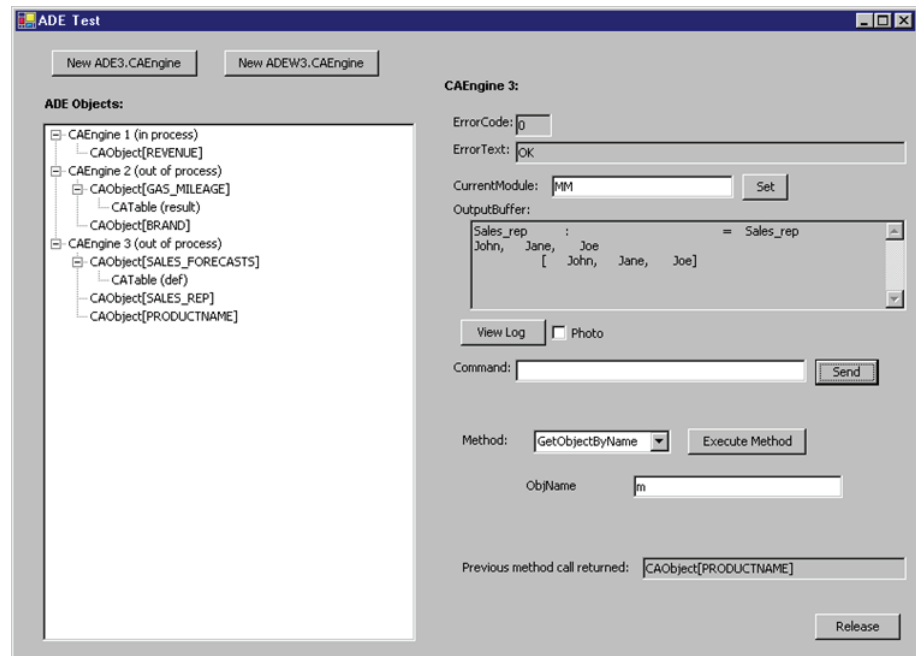 ADE Test
New ADE3.CAEngine
New ADEW3.CAEngine
ADE Objects:
CAEngine 1 (in process)
CAObject[REVENUE]
CAEngine 2 (out of process)
CAObject[GAS_MILEAGE]
CATable (result)
CAObject[BRAND]
CAEngine 3 (out of process)
CAObject[SALES_FORECASTS]
CATable (def)
CAObject[SALES_REP]
CAObject[PRODUCTNAME]
CAEngine 3:
ErrorCode: 0
ErrorText: OK
CurrentModule: MM Set
OutputBuffer:
Sales_rep : = Sales_rep
John, Jane, Joe
[ John, Jane, Joe]
View Log Photo
Command: Send
Method: GetObjectByName Execute Method
ObjName m
Previous method call returned: CAObject[PRODUCTNAME]
Release